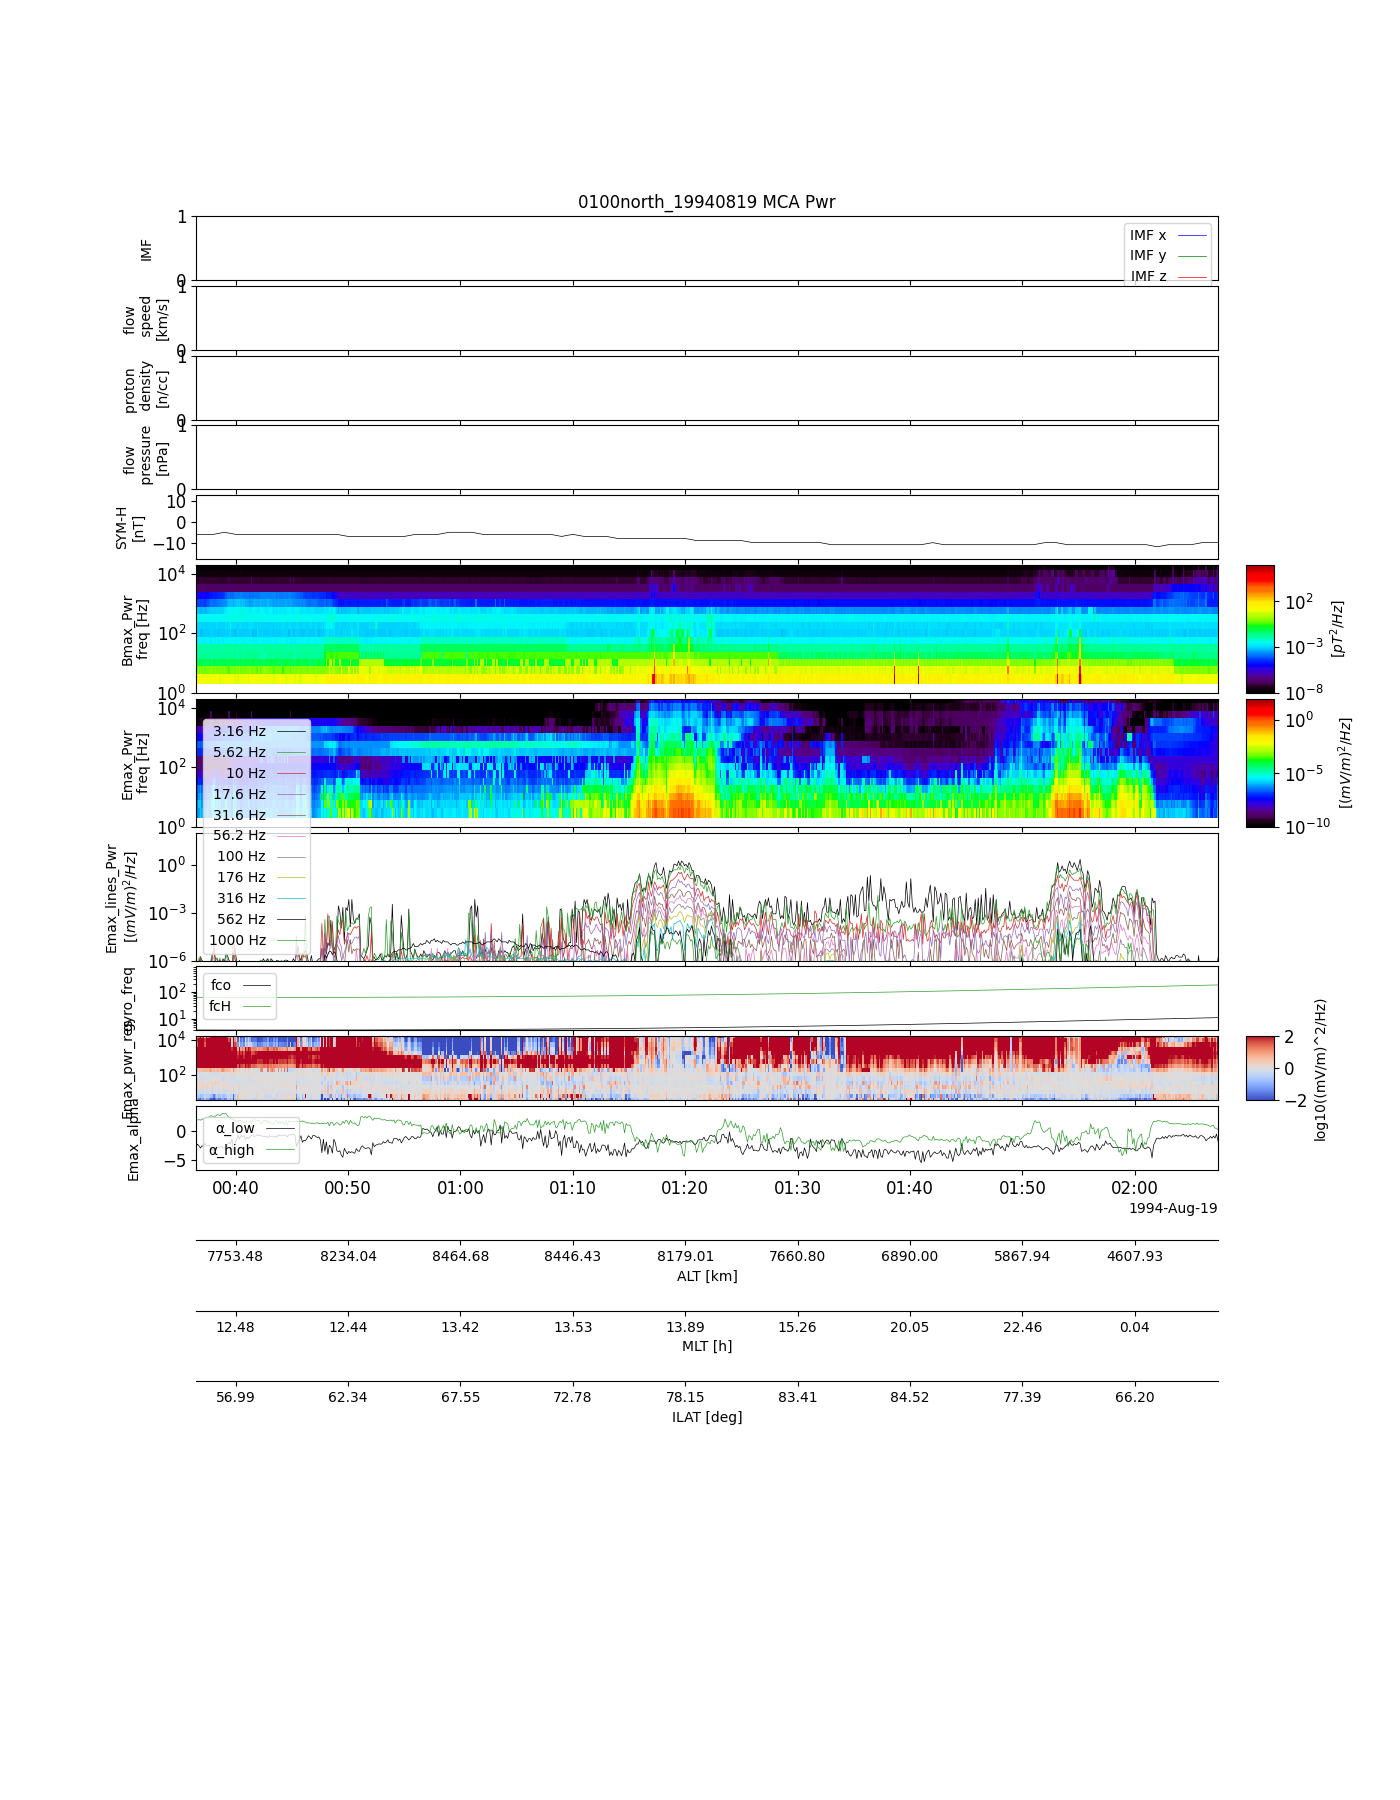 0100north_19940819 MCA Pwr
1
IMF
0
IMF x
IMF y
IMF z
1
flow
speed
[km/s]
0
1
proton
density
[n/cc]
0
1
flow
pressure
[nPa]
0
10
0
−10
SYM-H
[nT]
10^4
10^2
10^0
Bmax_Pwr
freq [Hz]
10^2
10^−3
10^−8
[pT^2/Hz]
10^4
10^2
10^0
Emax_Pwr
freq [Hz]
10^0
10^−5
10^−10
[(mV/m)^2/Hz]
3.16 Hz
5.62 Hz
10 Hz
17.6 Hz
31.6 Hz
56.2 Hz
100 Hz
176 Hz
316 Hz
562 Hz
1000 Hz
10^0
10^−3
10^−6
Emax_lines_Pwr
[(mV/m)^2/Hz]
10^2
10^1
fco
fcH
10^4
10^2
2
0
−2
log10((mV/m)^2/Hz)
Emax_alpha
0
−5
α_low
α_high
00:40 00:50 01:00 01:10 01:20 01:30 01:40 01:50 02:00
1994-Aug-19
7753.48 8234.04 8464.68 8446.43 8179.01 7660.80 6890.00 5867.94 4607.93
ALT [km]
12.48 12.44 13.42 13.53 13.89 15.26 20.05 22.46 0.04
MLT [h]
56.99 62.34 67.55 72.78 78.15 83.41 84.52 77.39 66.20
ILAT [deg]